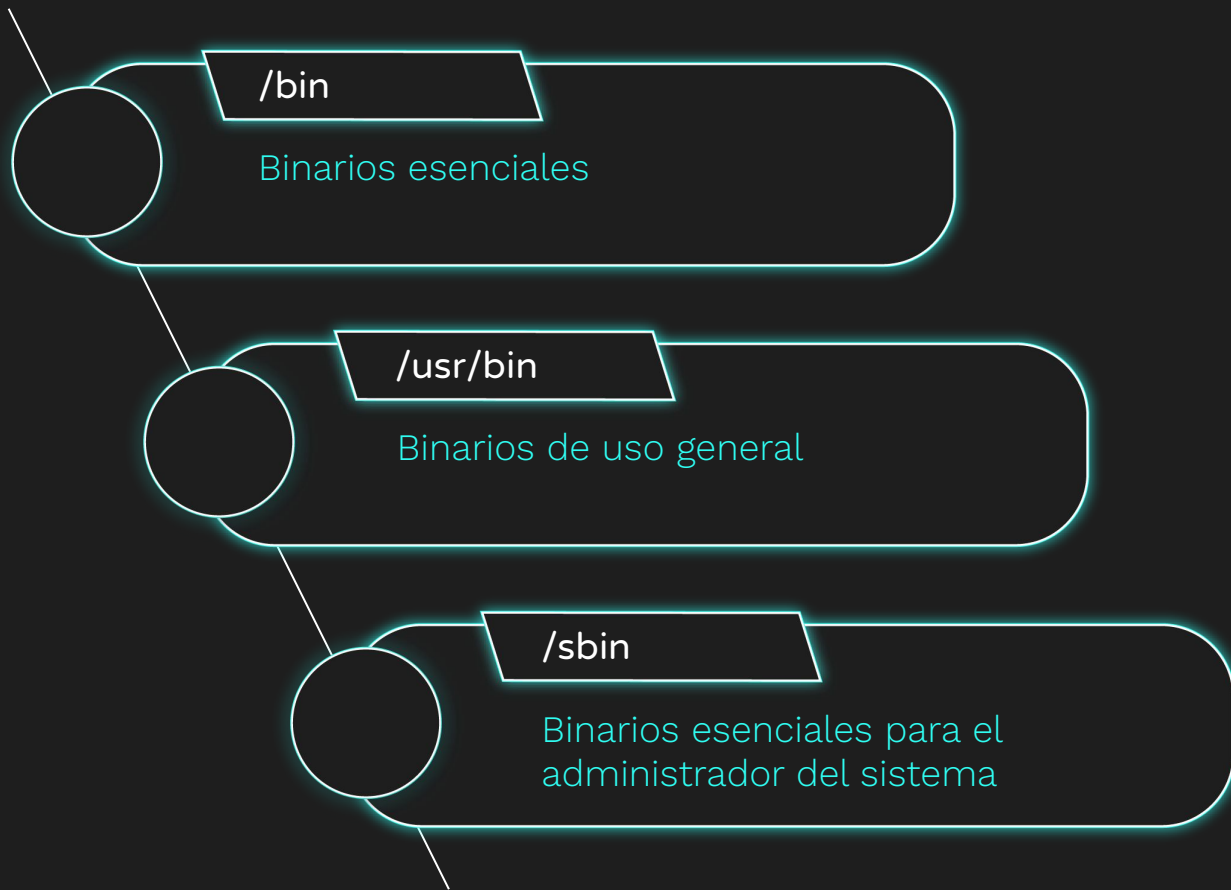 /bin
Binarios esenciales
/usr/bin
Binarios de uso general
/sbin
Binarios esenciales para el
administrador del sistema